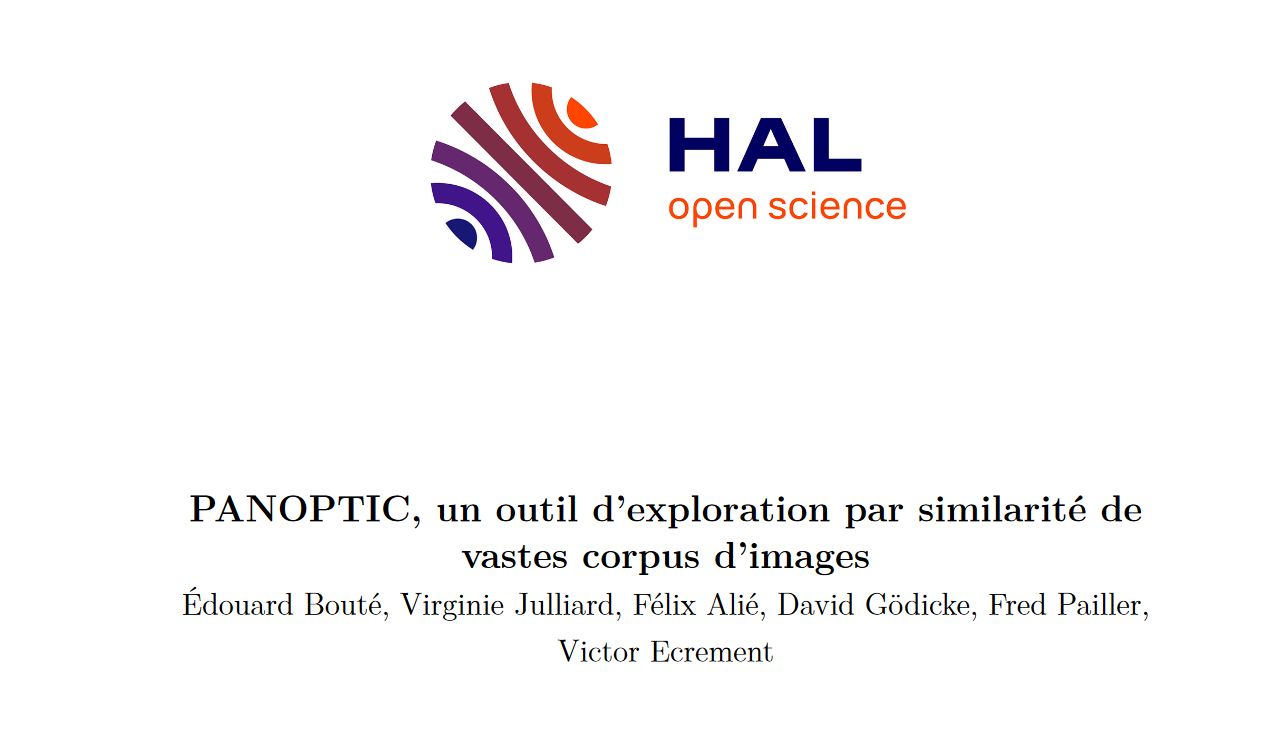 HAL
open science
PANOPTIC, un outil d’exploration par similarité de
vastes corpus d’images
Édouard Bouté, Virginie Julliard, Félix Alié, David Gödicke, Fred Pailler,
Victor Ecrement